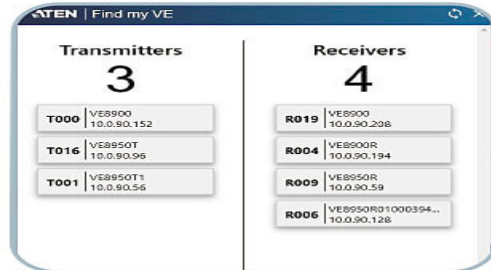 ATEN | Find my VE
Transmitters
3
T000 VE8900
10.0.90.152
T016 VE8950T
10.0.90.96
T001 VE8950T1
10.0.90.56
Receivers
4
R019 VE8900
10.0.90.208
R004 VE8900R
10.0.90.194
R009 VE8950R
10.0.90.59
R006 VE8950R01000394...
10.0.90.128